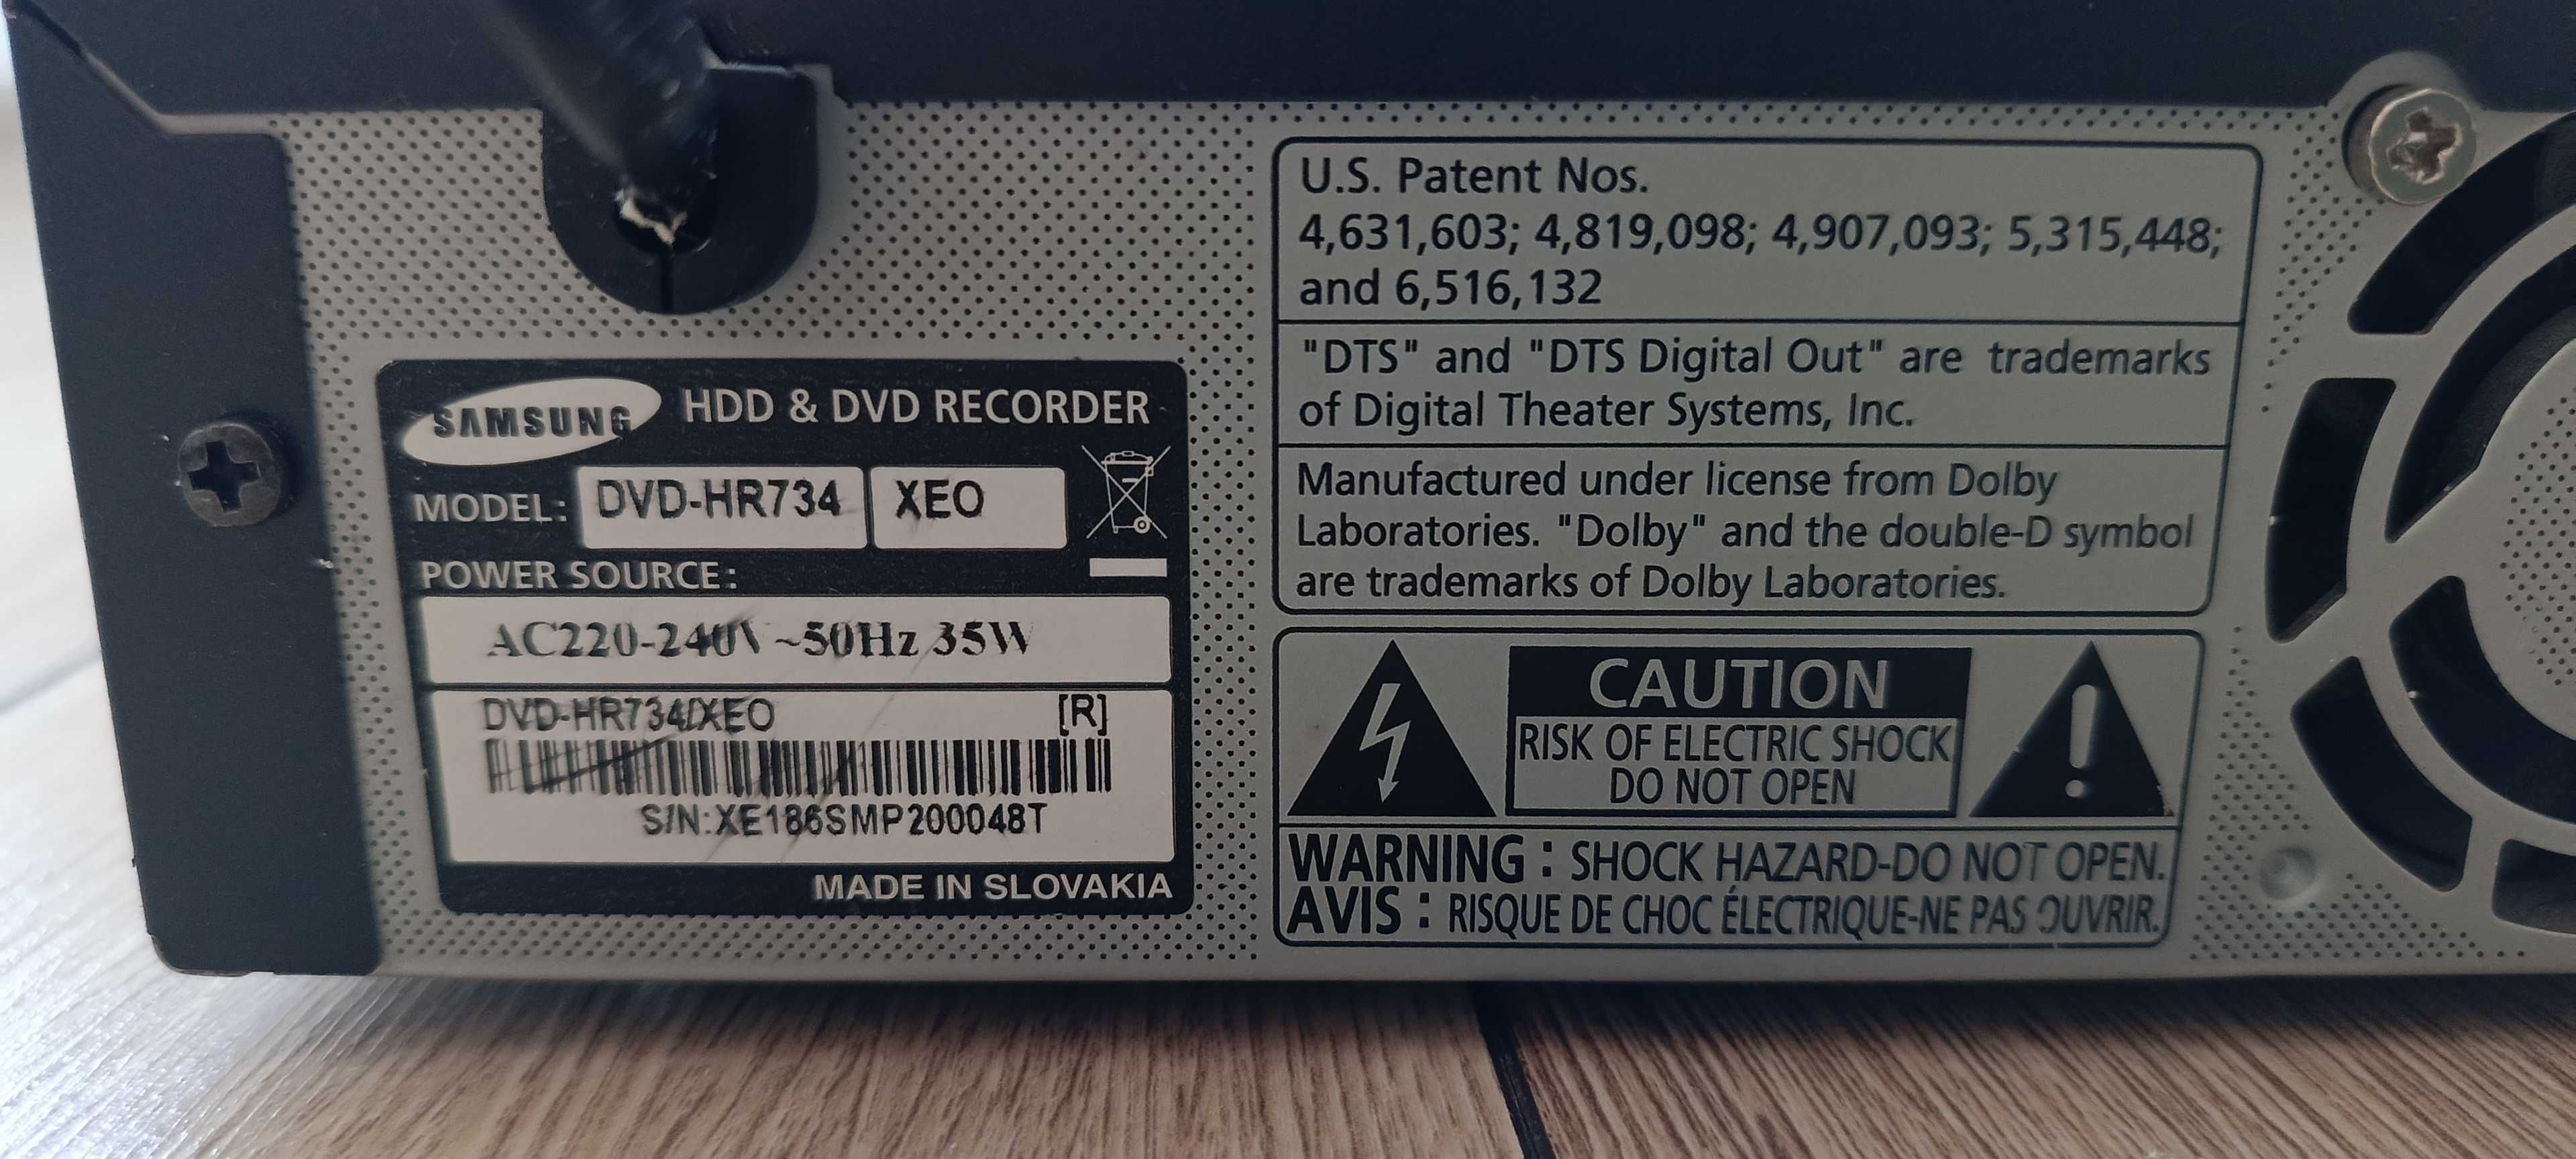 SAMSUNG HDD & DVD RECORDER
MODEL: DVD-HR734 XEO
POWER SOURCE:
AC220-240V ~50Hz 35W
DVD-HR734/XEO [R]
S/N:XE186SMP200048T
MADE IN SLOVAKIA
U.S. Patent Nos.
4,631,603; 4,819,098; 4,907,093; 5,315,448;
and 6,516,132
"DTS" and "DTS Digital Out" are trademarks
of Digital Theater Systems, Inc.
Manufactured under license from Dolby
Laboratories. "Dolby" and the double-D symbol
are trademarks of Dolby Laboratories.
CAUTION
RISK OF ELECTRIC SHOCK
DO NOT OPEN
WARNING : SHOCK HAZARD-DO NOT OPEN.
AVIS : RISQUE DE CHOC ÉLECTRIQUE-NE PAS OUVRIR.